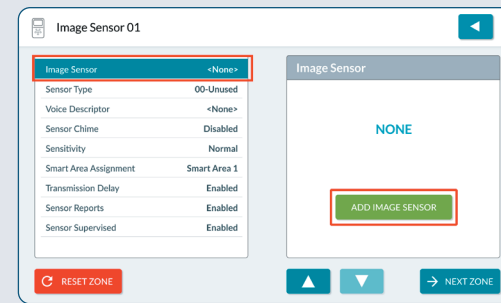 Image Sensor 01
Image Sensor <None>
Sensor Type 00-Unused
Voice Descriptor <None>
Sensor Chime Disabled
Sensitivity Normal
Smart Area Assignment Smart Area 1
Transmission Delay Enabled
Sensor Reports Enabled
Sensor Supervised Enabled
Image Sensor
NONE
ADD IMAGE SENSOR
RESET ZONE
NEXT ZONE